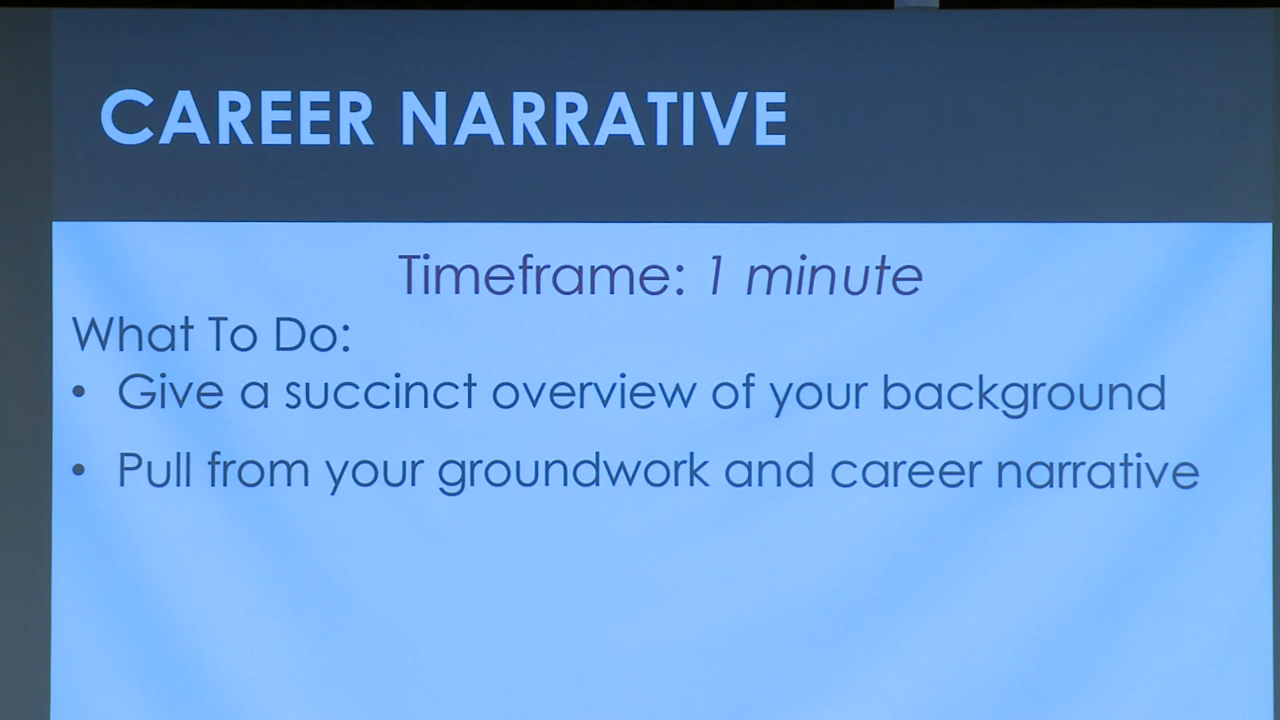 CAREER NARRATIVE
Timeframe: 1 minute
What To Do:
• Give a succinct overview of your background
• Pull from your groundwork and career narrative